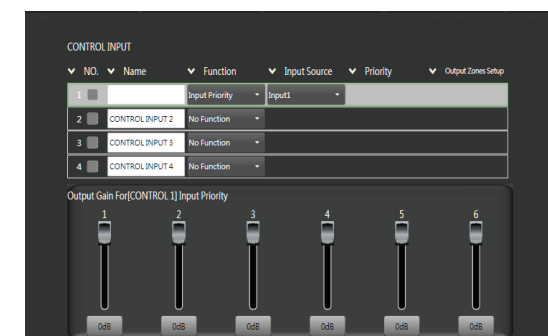 CONTROL INPUT
NO. Name Function Input Source Priority Output Zones Setup
1 Input Priority Input1
2 CONTROL INPUT 2 No Function
3 CONTROL INPUT 3 No Function
4 CONTROL INPUT 4 No Function
Output Gain For[CONTROL 1] Input Priority
1 2 3 4 5 6
0dB 0dB 0dB 0dB 0dB 0dB